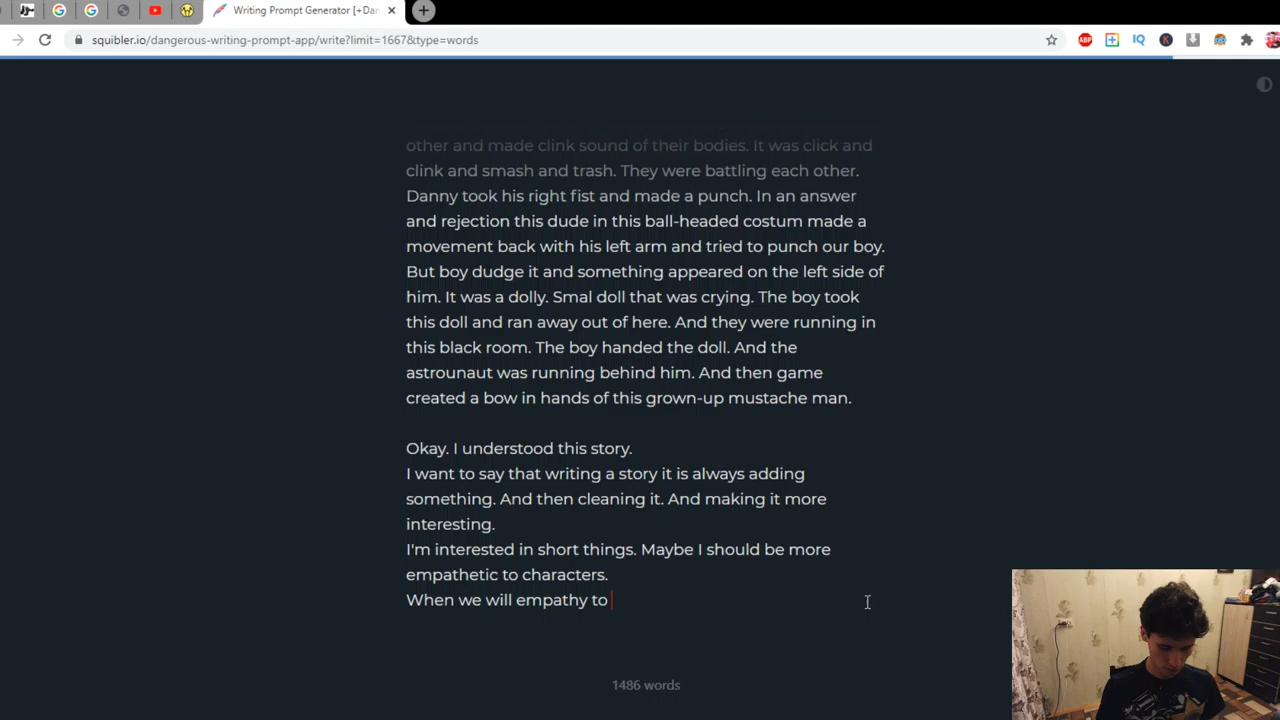 Writing Prompt Generator [+Dan
squibler.io/dangerous-writing-prompt-app/write?limit=1667&type=words
ABP
IQ
K
other and made clink sound of their bodies. It was click and
clink and smash and trash. They were battling each other.
Danny took his right fist and made a punch. In an answer
and rejection this dude in this ball-headed costum made a
movement back with his left arm and tried to punch our boy.
But boy dudge it and something appeared on the left side of
him. It was a dolly. Smal doll that was crying. The boy took
this doll and ran away out of here. And they were running in
this black room. The boy handed the doll. And the
astrounaut was running behind him. And then game
created a bow in hands of this grown-up mustache man.
Okay. I understood this story.
I want to say that writing a story it is always adding
something. And then cleaning it. And making it more
interesting.
I'm interested in short things. Maybe I should be more
empathetic to characters.
When we will empathy to
1486 words